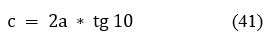 c = 2a * tg 10 (41)